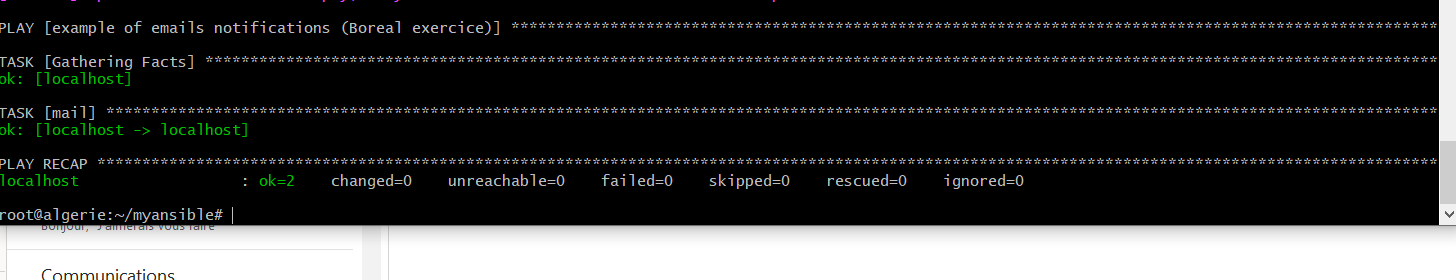 PLAY [example of emails notifications (Boreal exercice)] ********************************************************************************************************
TASK [Gathering Facts] ******************************************************************************************************************************************
ok: [localhost]
TASK [mail] *****************************************************************************************************************************************************
ok: [localhost -> localhost]
PLAY RECAP ******************************************************************************************************************************************************
localhost : ok=2 changed=0 unreachable=0 failed=0 skipped=0 rescued=0 ignored=0
root@algerie:~/myansible#
Bonjour, J'aimerais vous faire
Communications